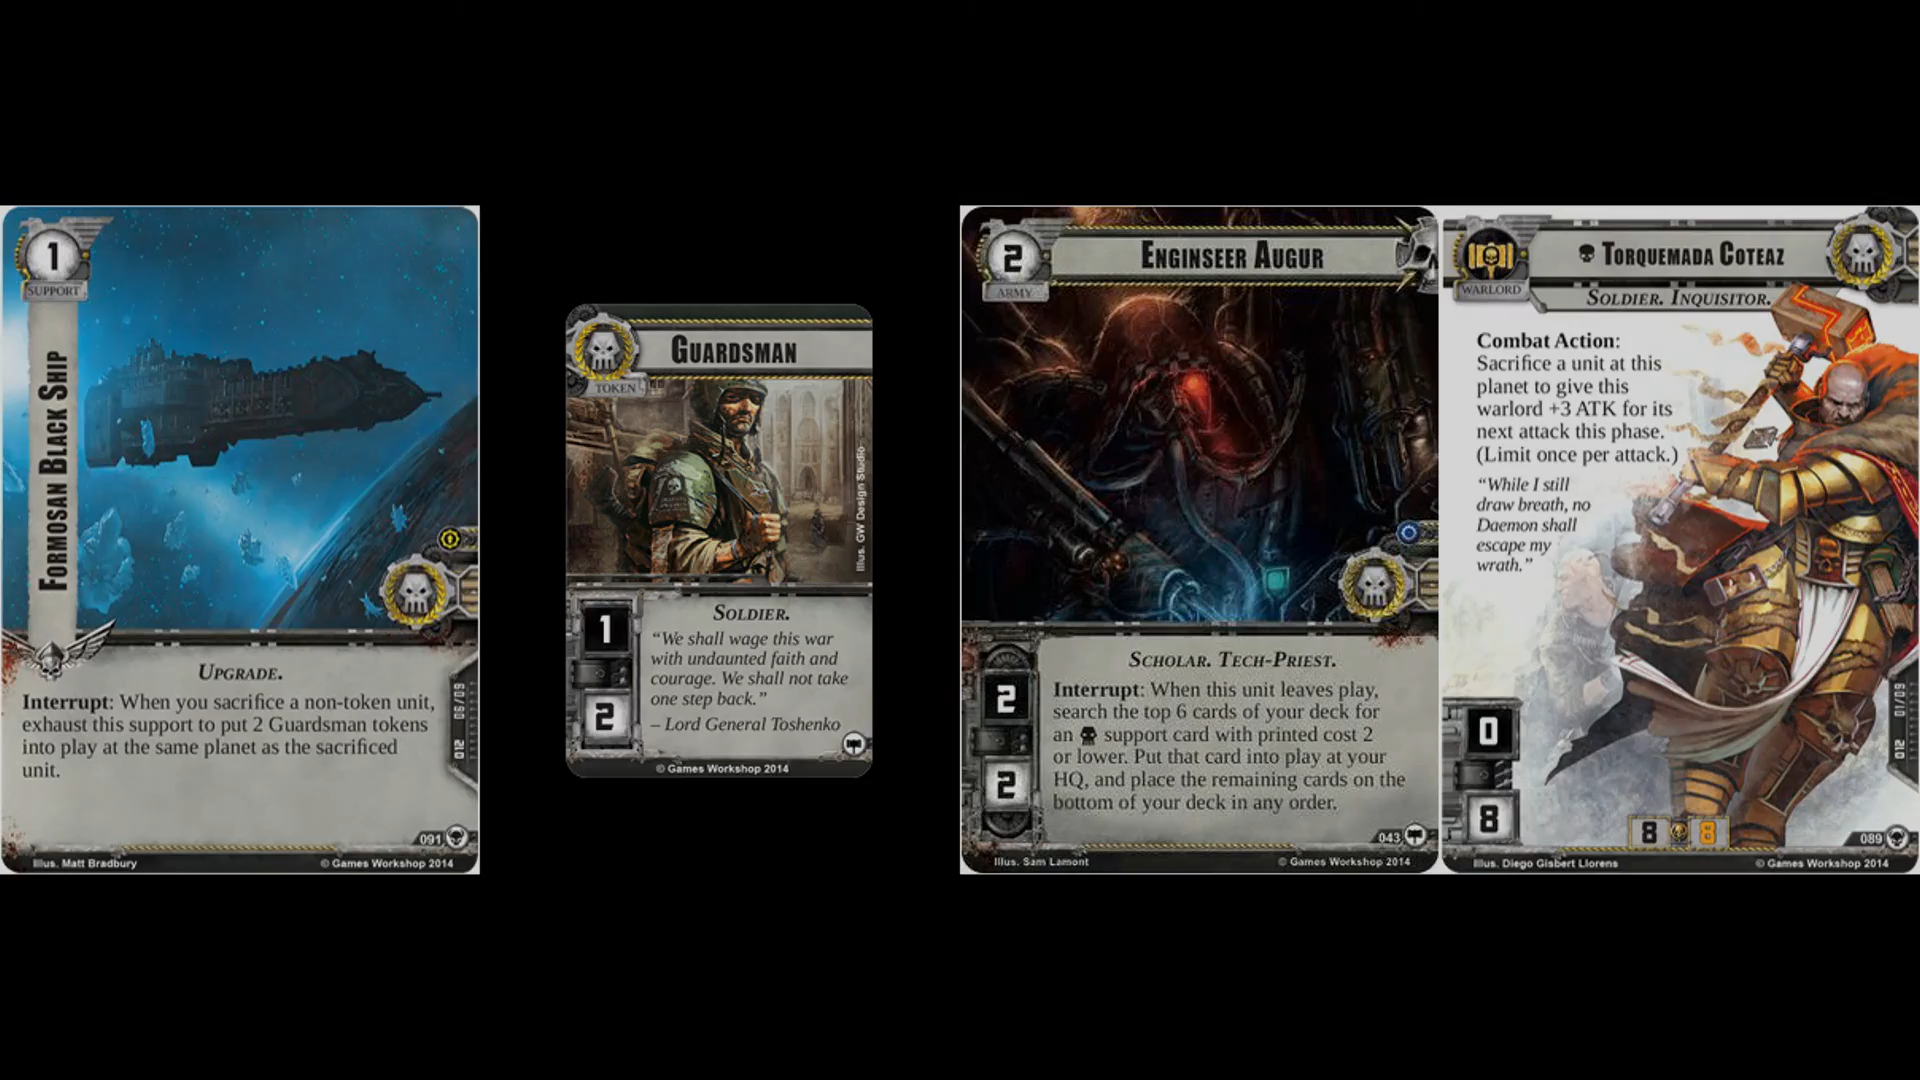 1
SUPPORT
FORMOSAN BLACK SHIP
UPGRADE.
Interrupt: When you sacrifice a non-token unit,
exhaust this support to put 2 Guardsman tokens
into play at the same planet as the sacrificed
unit.
012 06/09
091
Illus. Matt Bradbury
© Games Workshop 2014
GUARDSMAN
TOKEN
Illus. GW Design Studio
1
2
SOLDIER.
“We shall wage this war
with undaunted faith and
courage. We shall not take
one step back.”
– Lord General Toshenko
© Games Workshop 2014
2
ARMY
ENGINSEER AUGUR
SCHOLAR. TECH-PRIEST.
2
2
Interrupt: When this unit leaves play,
search the top 6 cards of your deck for
an support card with printed cost 2
or lower. Put that card into play at your
HQ, and place the remaining cards on the
bottom of your deck in any order.
043
Illus. Sam Lamont
© Games Workshop 2014
WARLORD
TORQUEMADA COTEAZ
SOLDIER. INQUISITOR.
Combat Action:
Sacrifice a unit at this
planet to give this
warlord +3 ATK for its
next attack this phase.
(Limit once per attack.)
“While I still
draw breath, no
Daemon shall
escape my
wrath.”
0
8
8 8
012 01/09
089
Illus. Diego Gisbert Llorens
© Games Workshop 2014